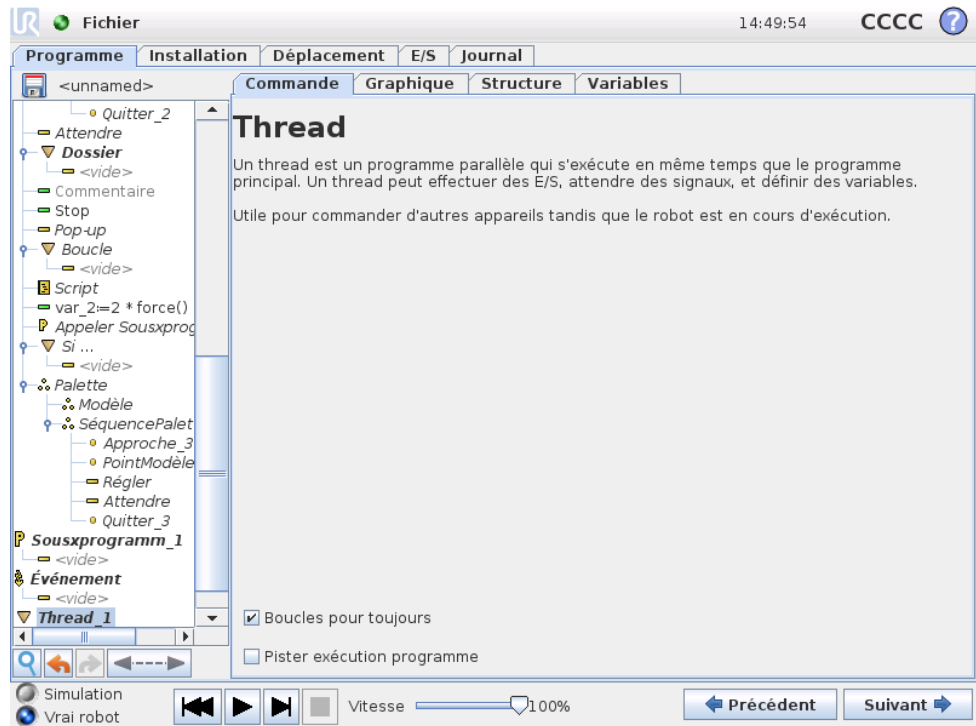 UR Fichier 14:49:54 CCCC ?
Programme Installation Déplacement E/S Journal
<unnamed>
Commande Graphique Structure Variables
Quitter_2
Attendre
Dossier
<vide>
Commentaire
Stop
Pop-up
Boucle
<vide>
Script
var_2:=2 * force()
Appeler Sousxprog
Si ...
<vide>
Palette
Modèle
SéquencePalet
Approche_3
PointModèle
Régler
Attendre
Quitter_3
Sousxprogramm_1
<vide>
Événement
<vide>
Thread_1
Thread
Un thread est un programme parallèle qui s'exécute en même temps que le programme
principal. Un thread peut effectuer des E/S, attendre des signaux, et définir des variables.
Utile pour commander d'autres appareils tandis que le robot est en cours d'exécution.
Boucles pour toujours
Pister exécution programme
Simulation
Vrai robot
Vitesse 100%
Précédent Suivant